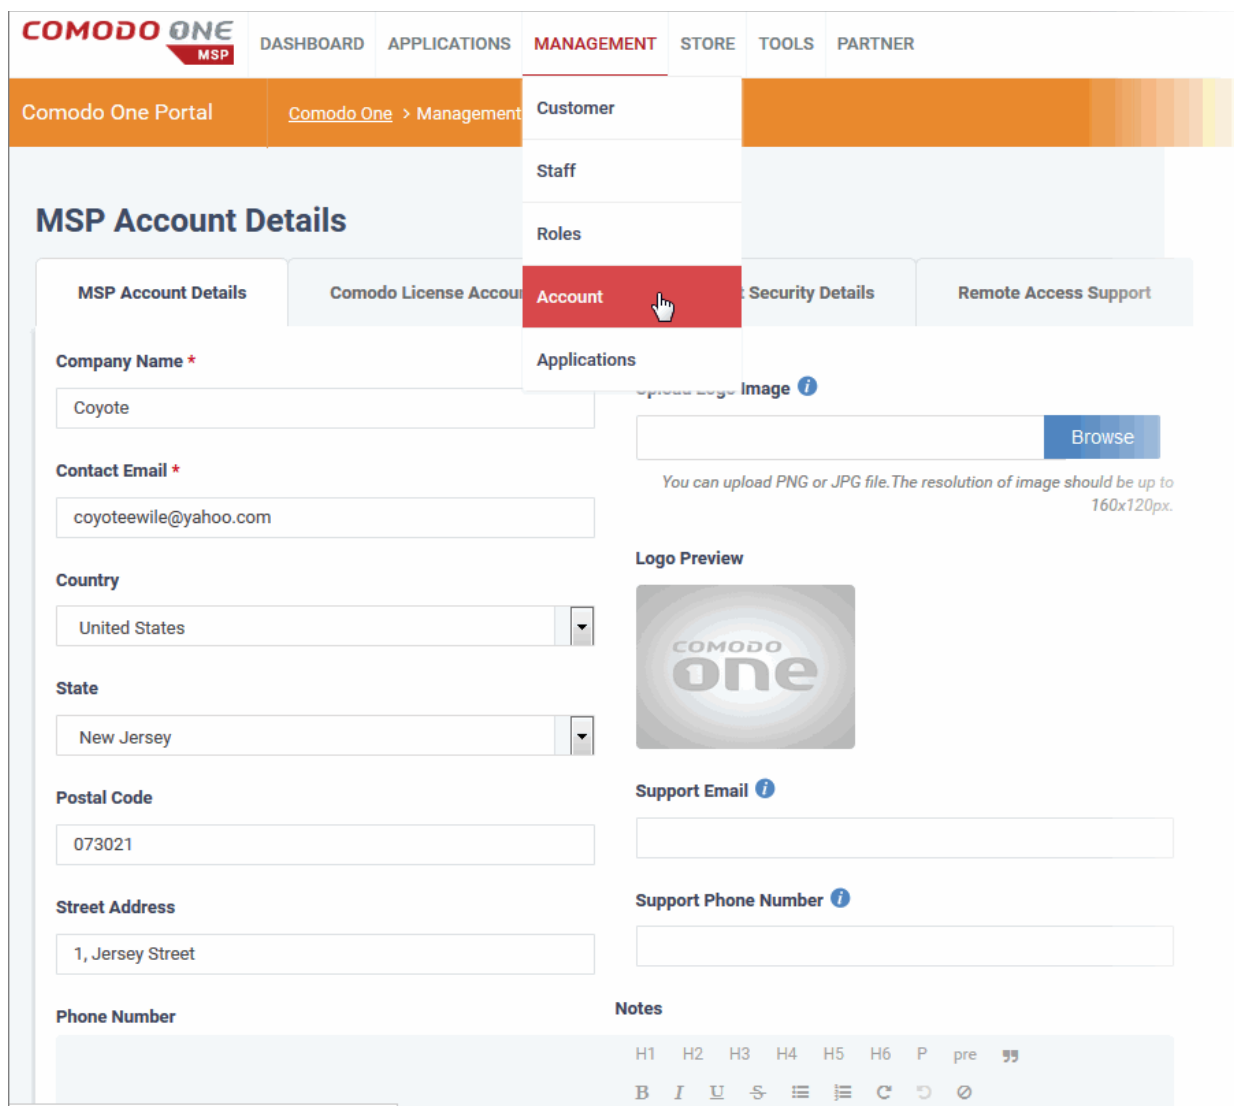 COMODO ONE
MSP
DASHBOARD APPLICATIONS MANAGEMENT STORE TOOLS PARTNER
Comodo One Portal
Comodo One > Management
Customer
Staff
Roles
Account
Applications
MSP Account Details
MSP Account Details
Comodo License Accou
Security Details
Remote Access Support
Company Name *
Coyote
Contact Email *
coyoteewile@yahoo.com
Country
United States
State
New Jersey
Postal Code
073021
Street Address
1, Jersey Street
Phone Number
Upload Logo Image
Browse
You can upload PNG or JPG file.The resolution of image should be up to
160x120px.
Logo Preview
COMODO
one
Support Email
Support Phone Number
Notes
H1 H2 H3 H4 H5 H6 P pre
B I U S